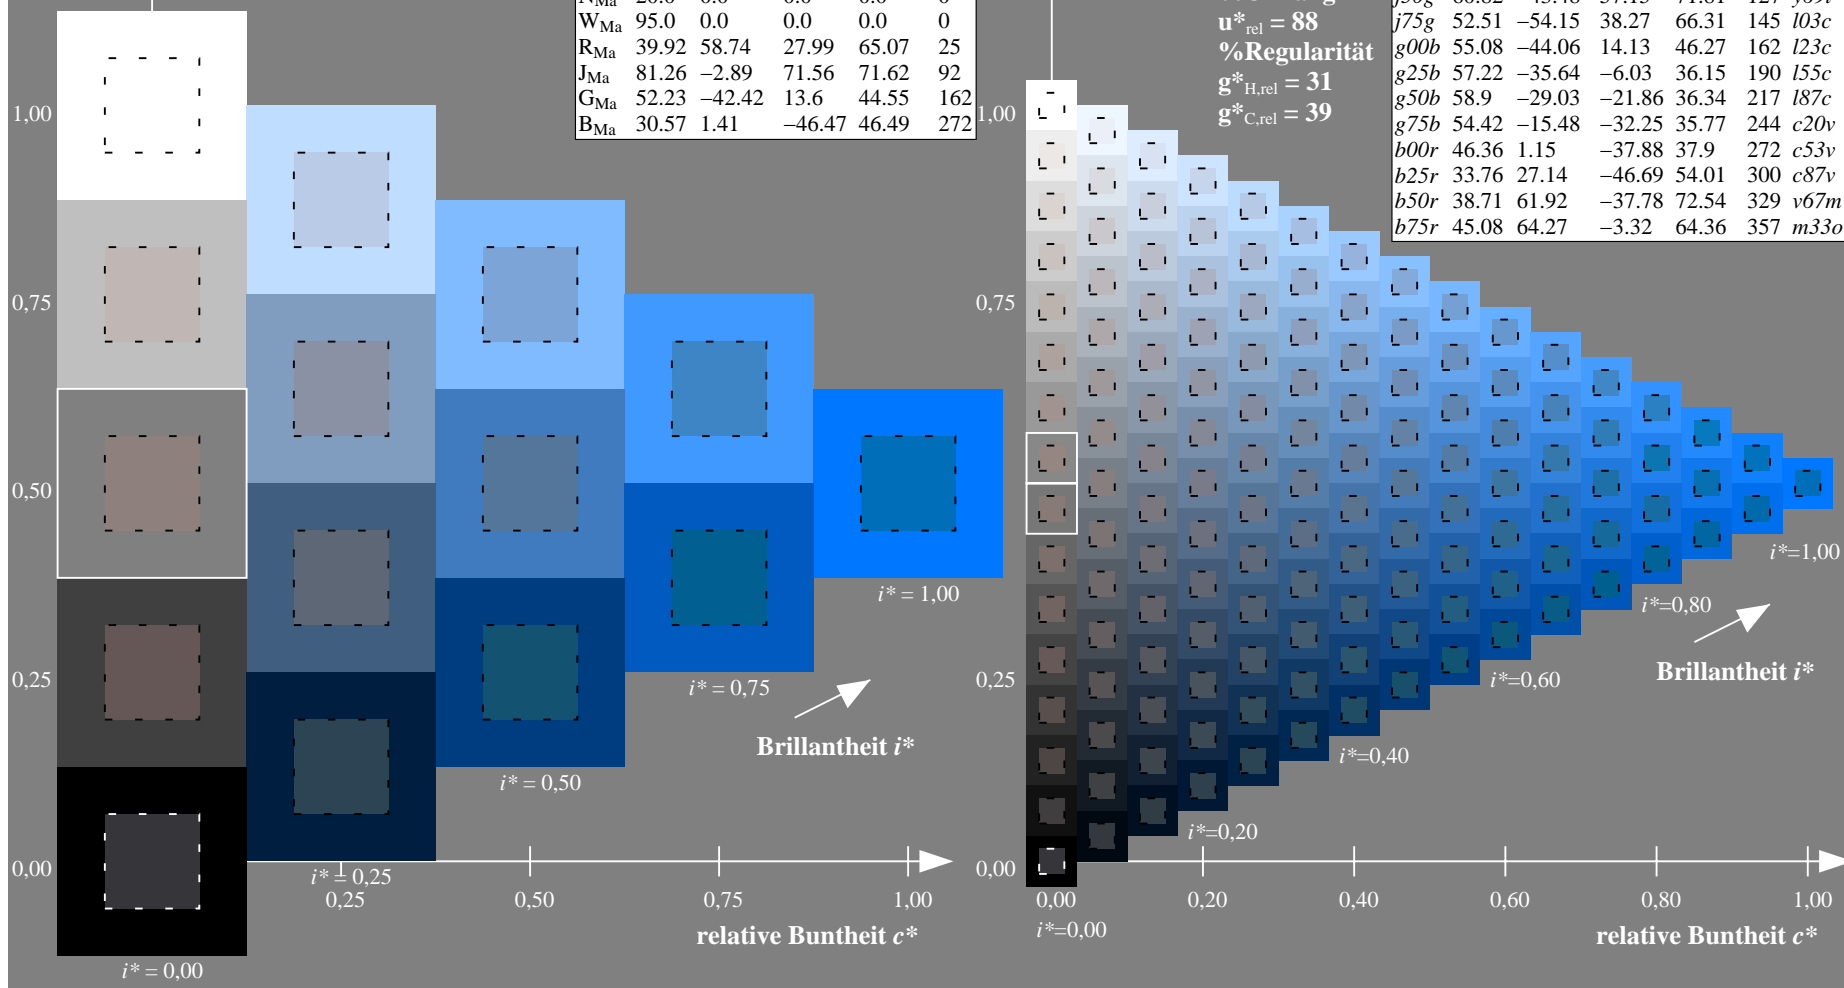 W_Ma 95.0 0.0 0.0 0.0 0
R_Ma 39.92 58.74 27.99 65.07 25
J_Ma 81.26 −2.89 71.56 71.62 92
G_Ma 52.23 −42.42 13.6 44.55 162
B_Ma 30.57 1.41 −46.47 46.49 272
u*rel = 88
%Regularität
g*H,rel = 31
g*C,rel = 39
j75g 52.51 −54.15 38.27 66.31 145 l03c
g00b 55.08 −44.06 14.13 46.27 162 l23c
g25b 57.22 −35.64 −6.03 36.15 190 l55c
g50b 58.9 −29.03 −21.86 36.34 217 l87c
g75b 54.42 −15.48 −32.25 35.77 244 c20v
b00r 46.36 1.15 −37.88 37.9 272 c53v
b25r 33.76 27.14 −46.69 54.01 300 c87v
b50r 38.71 61.92 −37.78 72.54 329 v67m
b75r 45.08 64.27 −3.32 64.36 357 m33o
1,00
0,75
0,50
0,25
0,00
i* = 1,00
i* = 0,75
Brillantheit i*
i* = 0,50
i* = 0,25
0,25 0,50 0,75 1,00
relative Buntheit c*
i* = 0,00
1,00
0,75
0,50
0,25
0,00
i*=1,00
i*=0,80
Brillantheit i*
i*=0,60
i*=0,40
i*=0,20
0,00 0,20 0,40 0,60 0,80 1,00
i*=0,00
relative Buntheit c*